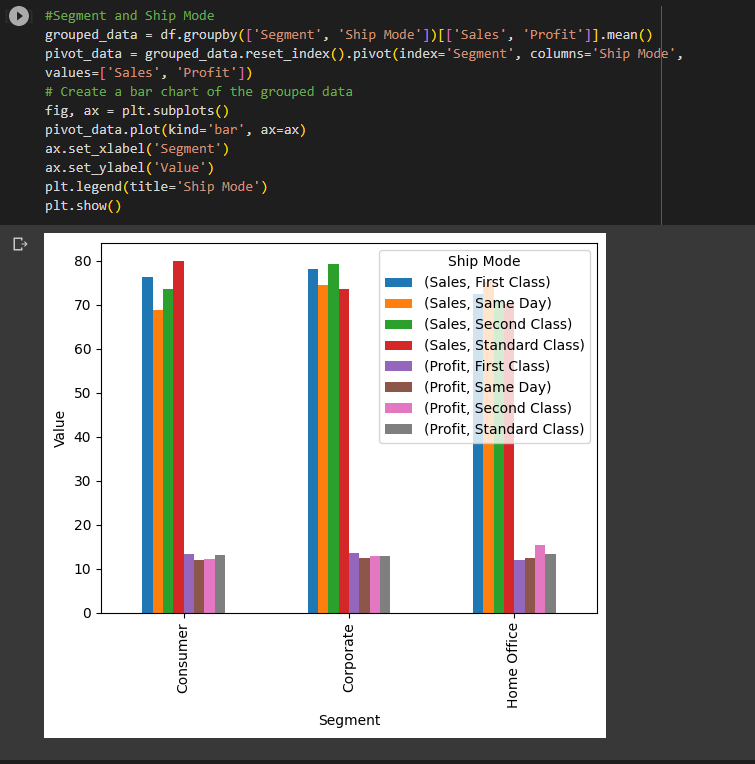 #Segment and Ship Mode
grouped_data = df.groupby(['Segment', 'Ship Mode'])[['Sales', 'Profit']].mean()
pivot_data = grouped_data.reset_index().pivot(index='Segment', columns='Ship Mode',
values=['Sales', 'Profit'])
# Create a bar chart of the grouped data
fig, ax = plt.subplots()
pivot_data.plot(kind='bar', ax=ax)
ax.set_xlabel('Segment')
ax.set_ylabel('Value')
plt.legend(title='Ship Mode')
plt.show()
Ship Mode
(Sales, First Class)
(Sales, Same Day)
(Sales, Second Class)
(Sales, Standard Class)
(Profit, First Class)
(Profit, Same Day)
(Profit, Second Class)
(Profit, Standard Class)
80
70
60
50
40
30
20
10
0
Value
Consumer
Corporate
Home Office
Segment